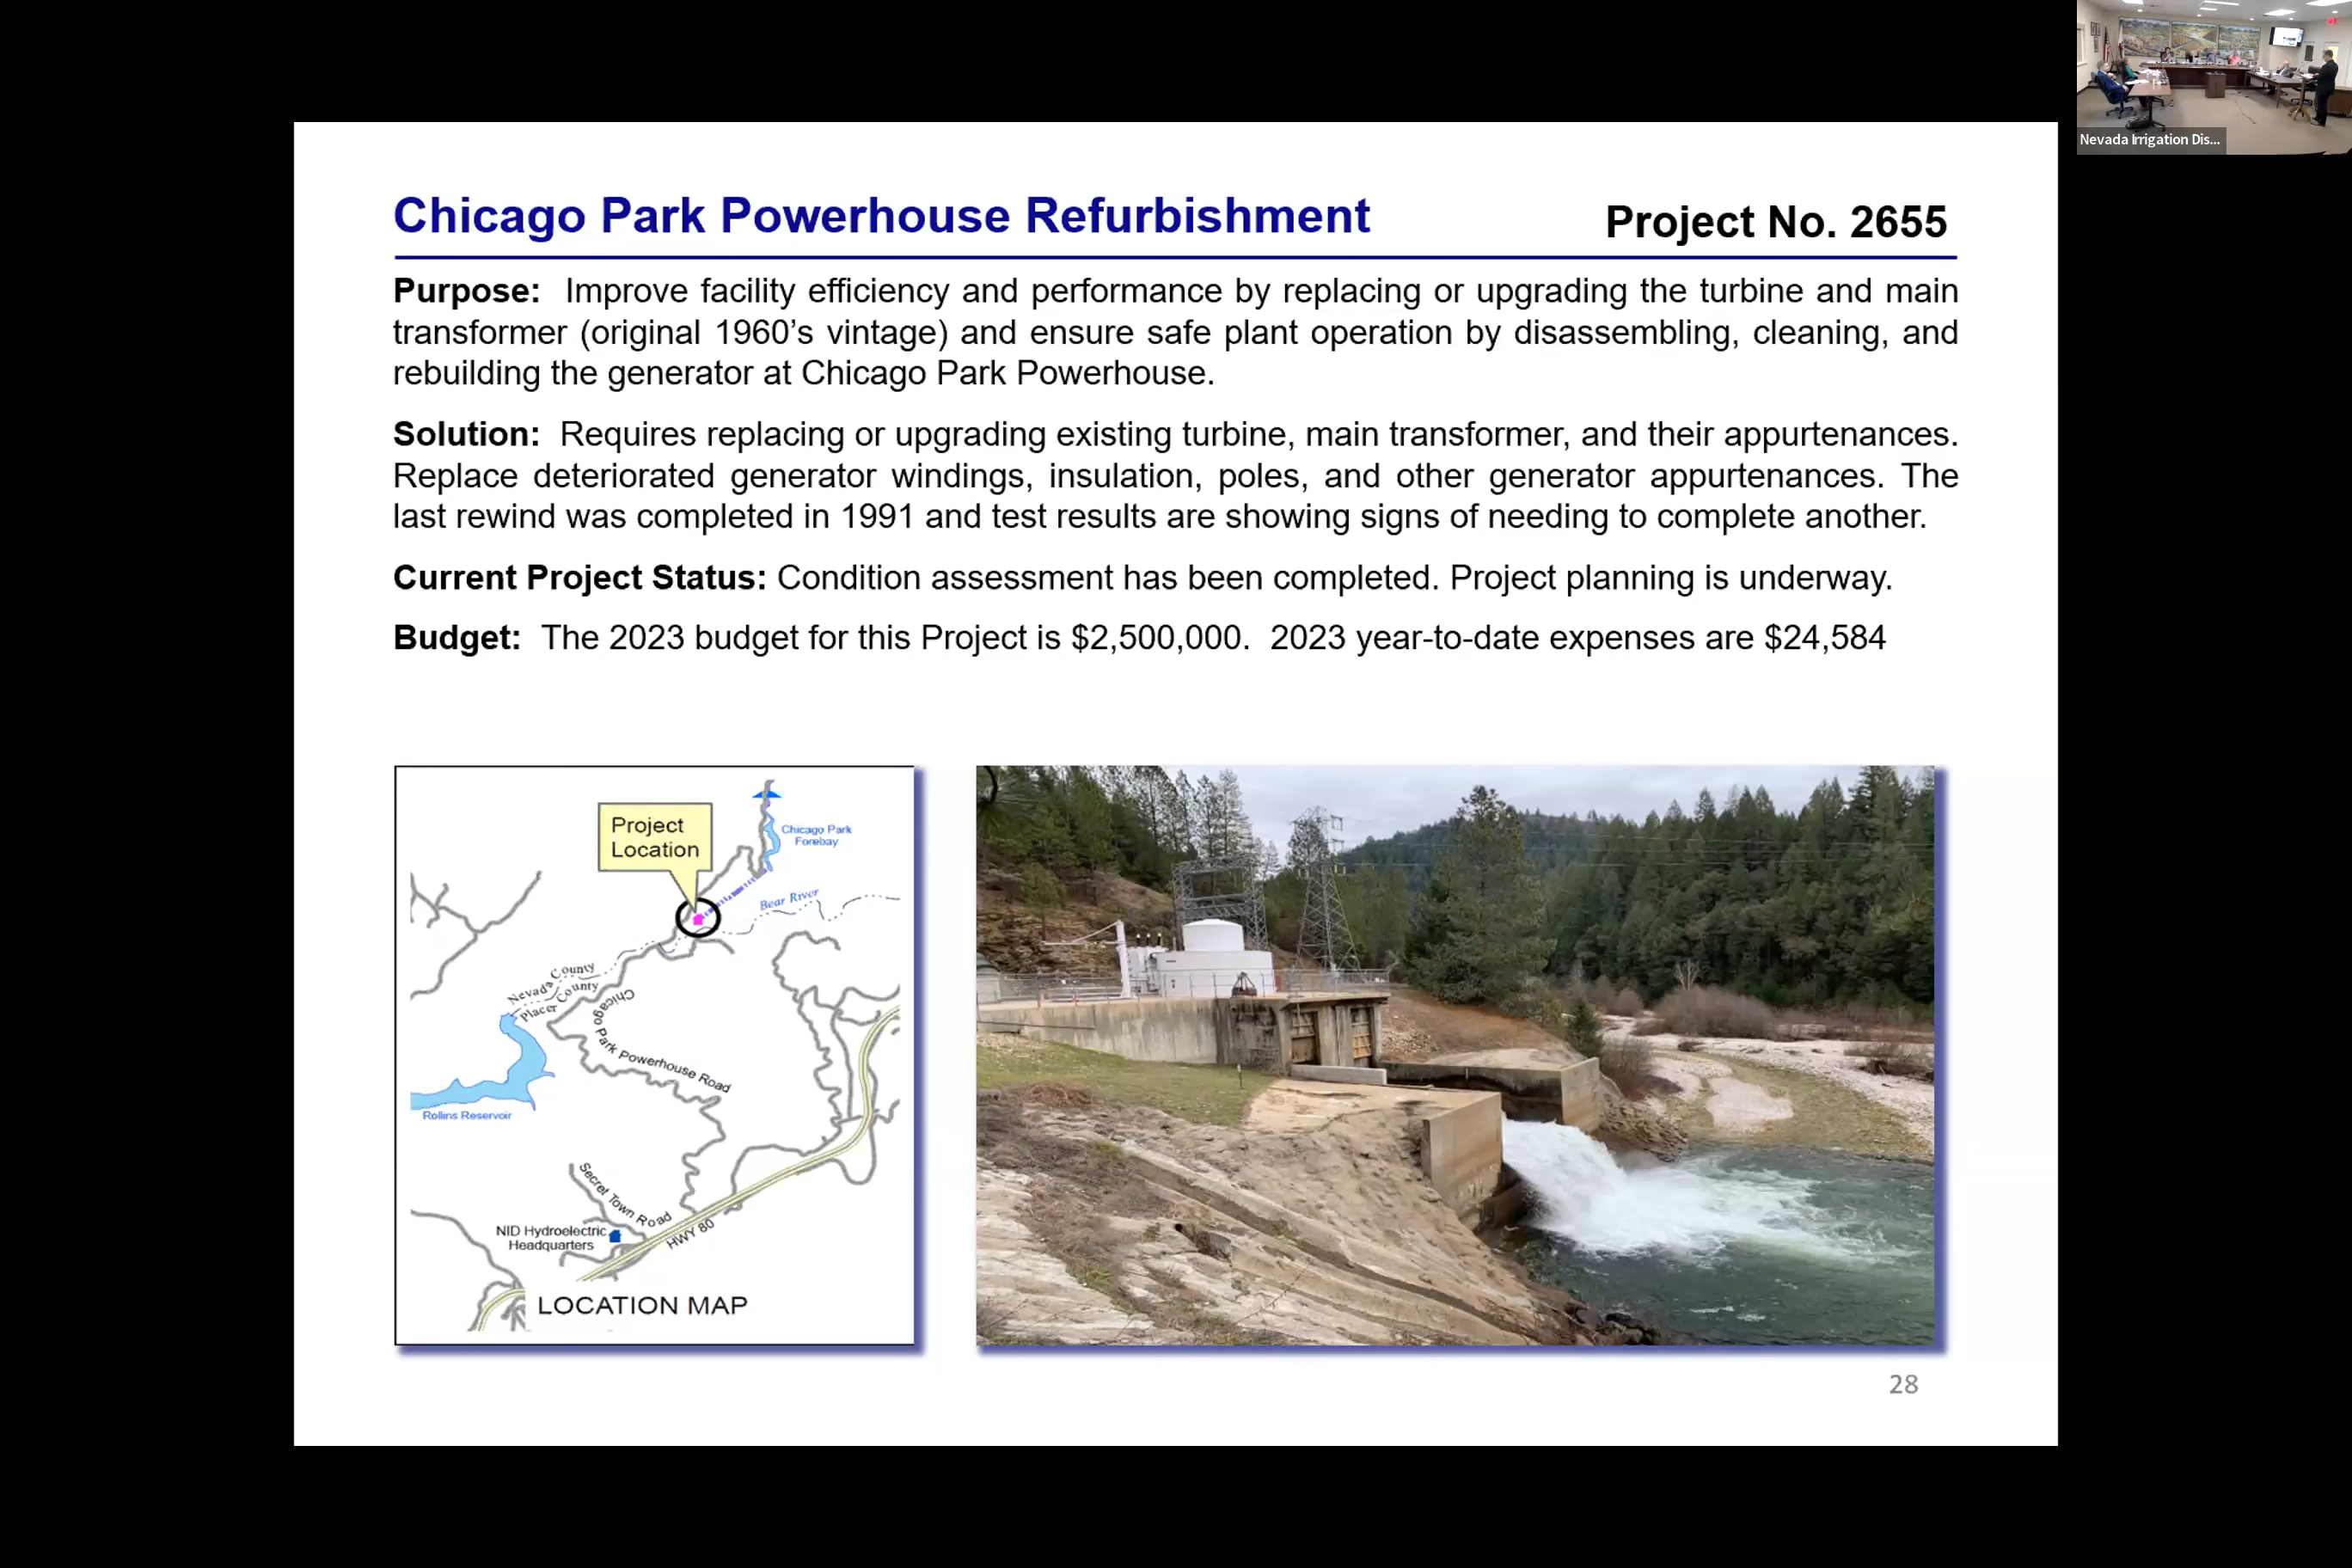 Nevada Irrigation Dis...
Chicago Park Powerhouse Refurbishment
Project No. 2655
Purpose: Improve facility efficiency and performance by replacing or upgrading the turbine and main
transformer (original 1960’s vintage) and ensure safe plant operation by disassembling, cleaning, and
rebuilding the generator at Chicago Park Powerhouse.
Solution: Requires replacing or upgrading existing turbine, main transformer, and their appurtenances.
Replace deteriorated generator windings, insulation, poles, and other generator appurtenances. The
last rewind was completed in 1991 and test results are showing signs of needing to complete another.
Current Project Status: Condition assessment has been completed. Project planning is underway.
Budget: The 2023 budget for this Project is $2,500,000. 2023 year-to-date expenses are $24,584
Project
Location
Chicago Park
Forebay
Bear River
Nevada County
Placer County
Chicago Park Powerhouse Road
Rollins Reservoir
Secret Town Road
NID Hydroelectric
Headquarters
HWY 80
LOCATION MAP
28